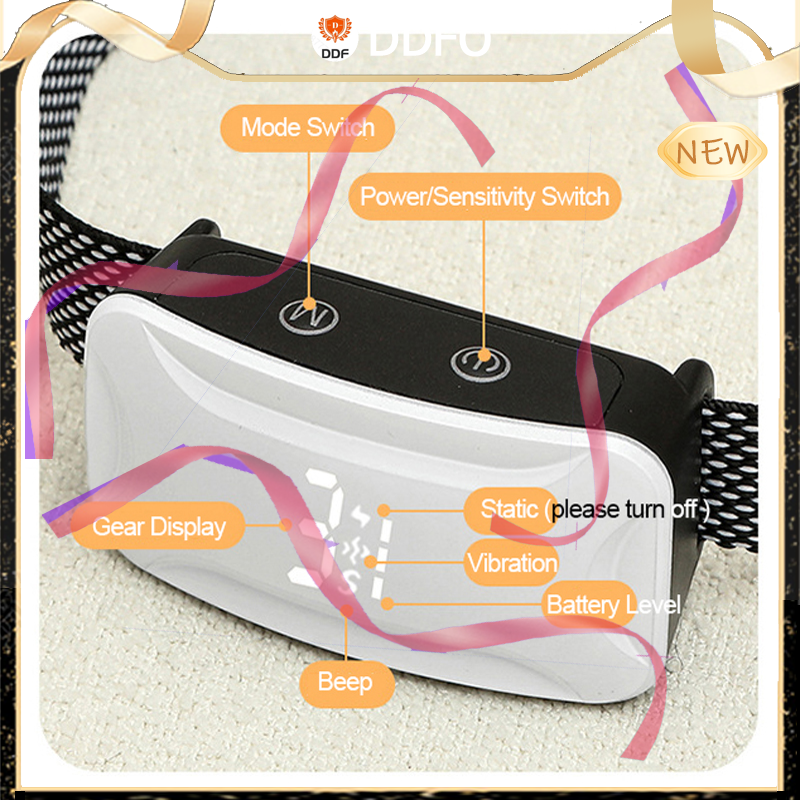 DDFO
DDF
Mode Switch
NEW
Power/Sensitivity Switch
M
Static (please turn off)
Gear Display
Vibration
S
Battery Level
Beep